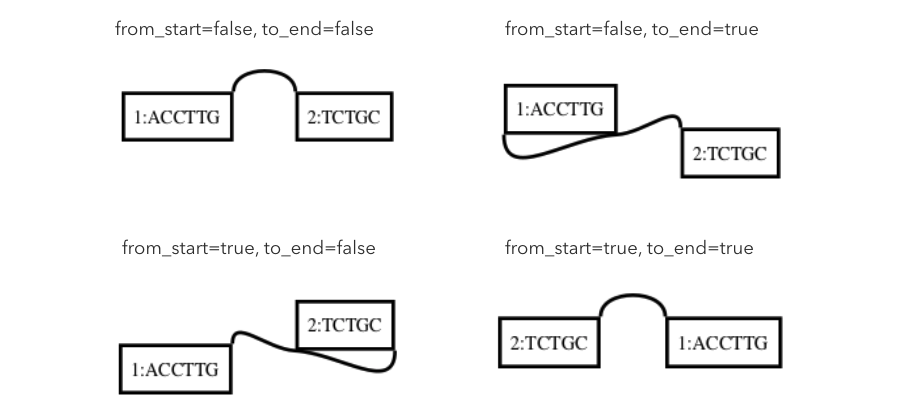 from_start=false, to_end=false
from_start=false, to_end=true
1:ACCTTG
2:TCTGC
1:ACCTTG
2:TCTGC
from_start=true, to_end=false
from_start=true, to_end=true
2:TCTGC
1:ACCTTG
2:TCTGC
1:ACCTTG